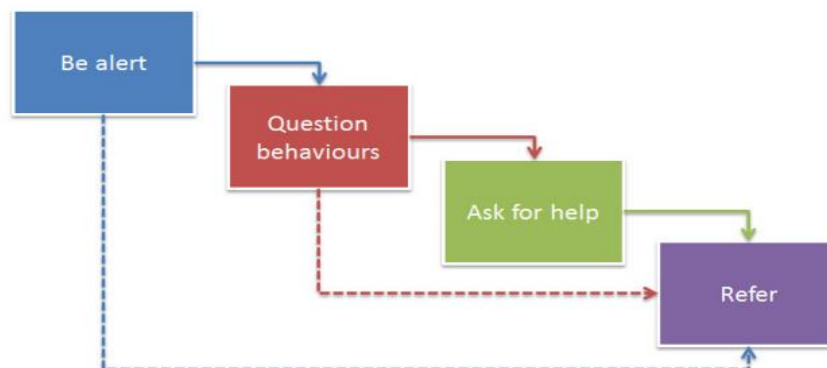 Be alert
Question
behaviours
Ask for help
Refer